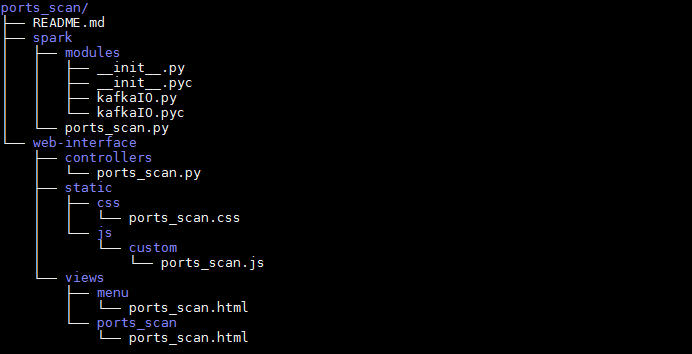 ports_scan/
├── README.md
├── spark
│   ├── modules
│   │   ├── __init__.py
│   │   ├── __init__.pyc
│   │   ├── kafkaIO.py
│   │   └── kafkaIO.pyc
│   └── ports_scan.py
└── web-interface
    ├── controllers
    │   └── ports_scan.py
    ├── static
    │   ├── css
    │   │   └── ports_scan.css
    │   └── js
    │       └── custom
    │           └── ports_scan.js
    └── views
        ├── menu
        │   └── ports_scan.html
        └── ports_scan
            └── ports_scan.html